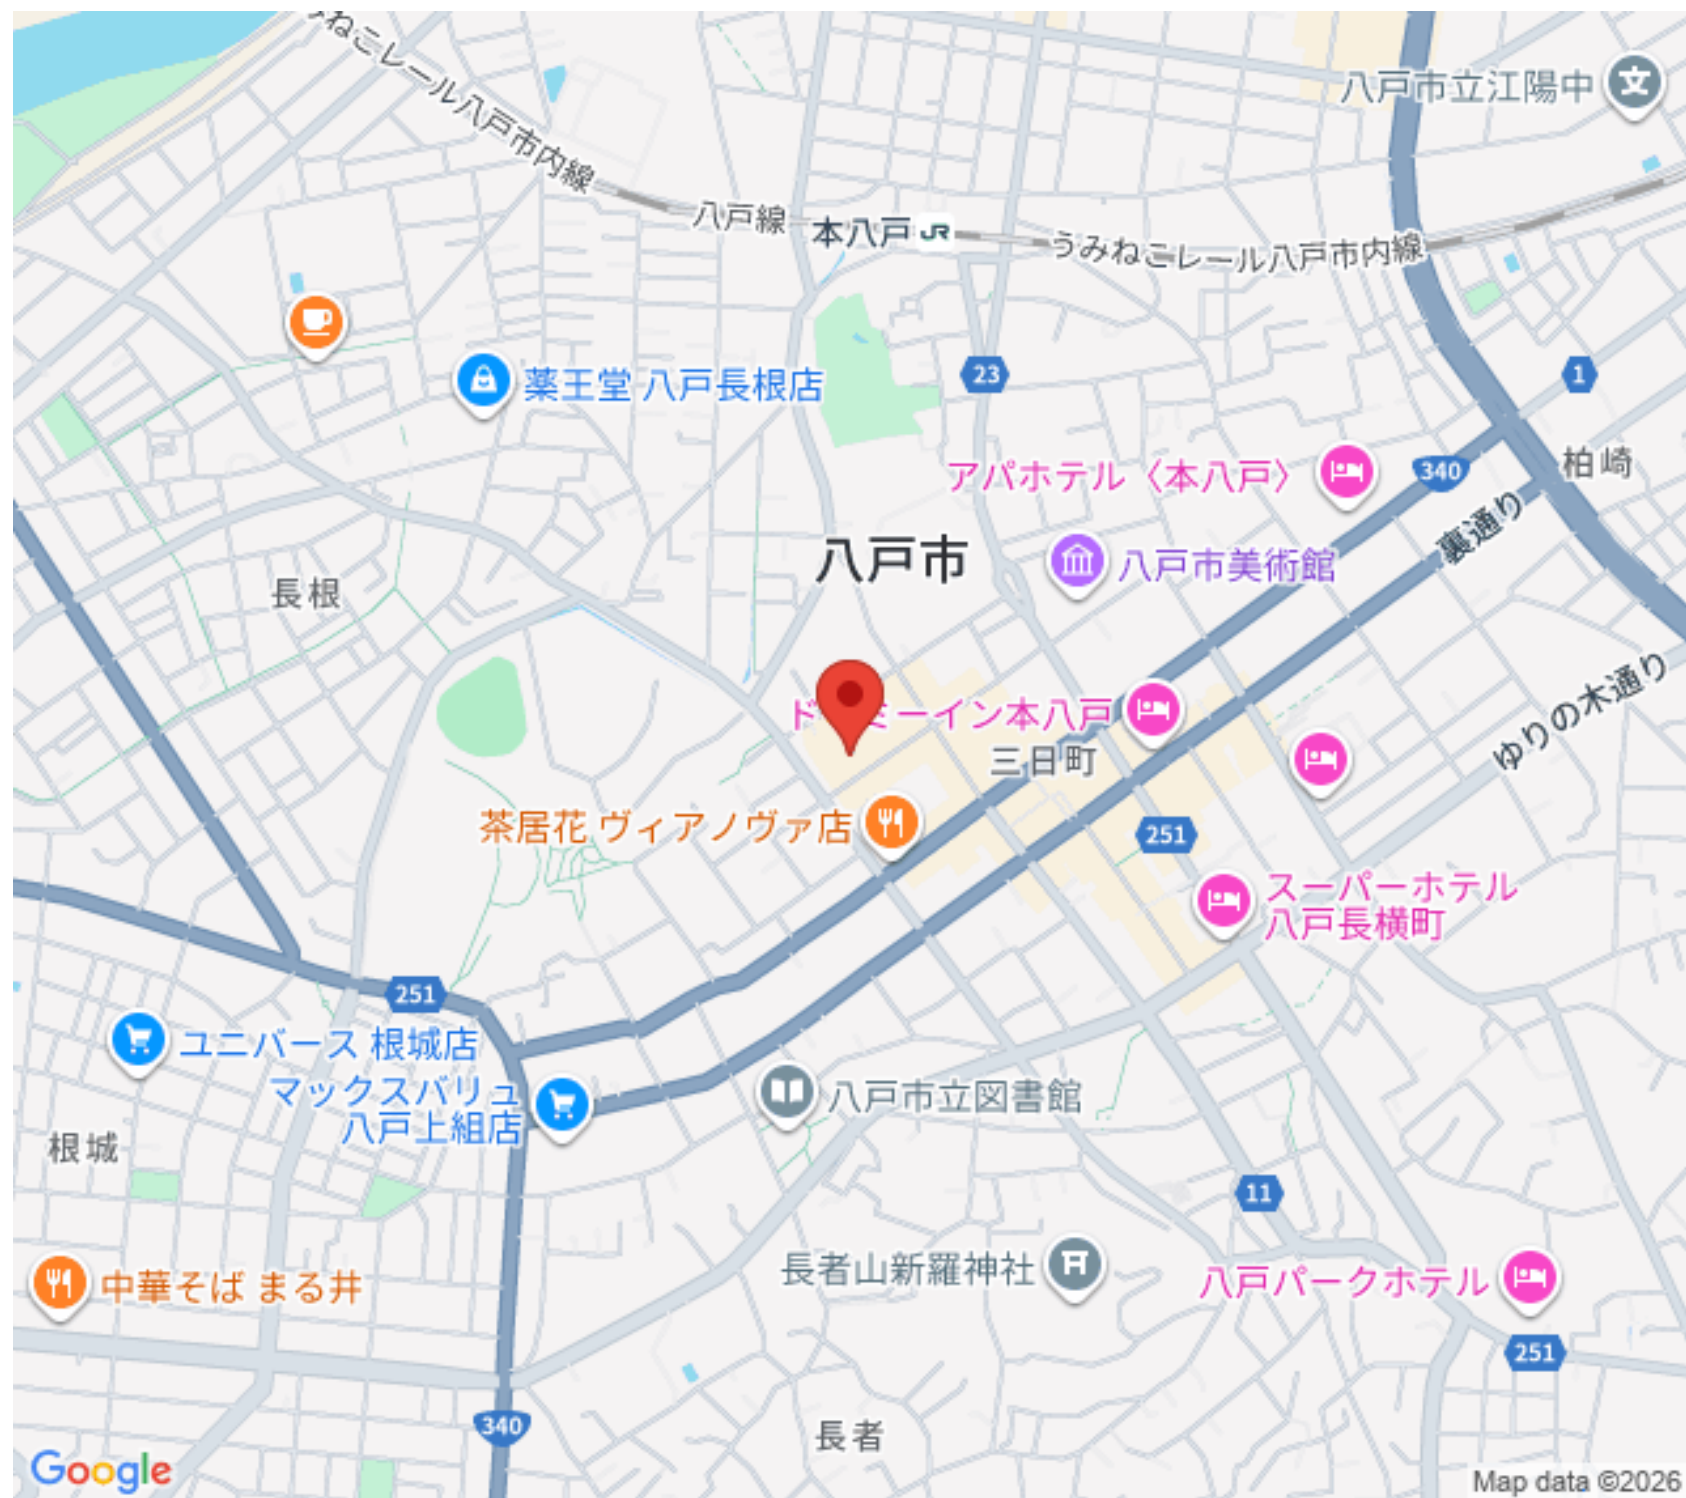 うみねこレール八戸市内線
八戸市立江陽中
八戸線
本八戸 JR
うみねこレール八戸市内線
23
1
薬王堂 八戸長根店
アパホテル〈本八戸〉
340
柏崎
裏通り
八戸市
八戸市美術館
長根
ゆりの木通り
三日町
茶居花 ヴィアノヴァ店
251
スーパーホテル
八戸長横町
251
ユニバース 根城店
マックスバリュ
八戸上組店
八戸市立図書館
根城
11
長者山新羅神社
八戸パークホテル
中華そば まる井
251
340
長者
Google
Map data ©2026